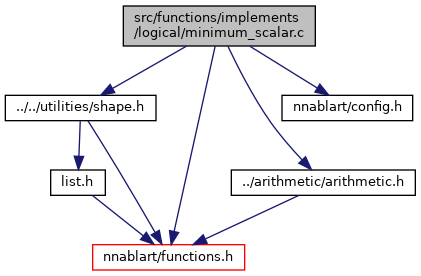 src/functions/implements
/logical/minimum_scalar.c
../../utilities/shape.h
nnablart/config.h
list.h
../arithmetic/arithmetic.h
nnablart/functions.h